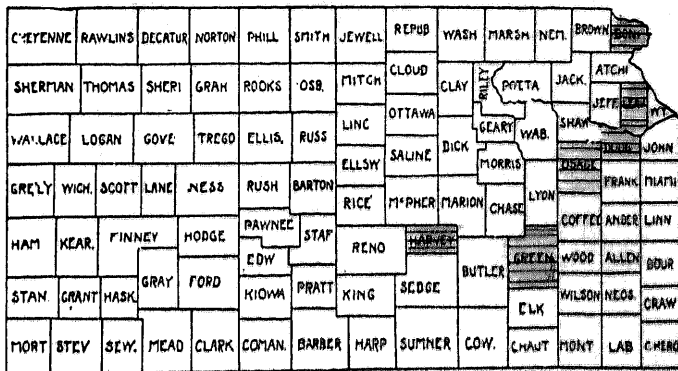 CHEYENNE RAWLINS DECATUR NORTON PHILL SMITH JEWELL REPUB WASH MARSH NEM. BROWN DONI
SHERMAN THOMAS SHERI GRAH ROOKS OSB. MITCH CLOUD CLAY RILEY POTTA JACK. ATCHI
JEFF LEAV WY.
WALLACE LOGAN GOVE TREGO ELLIS. RUSS LINC OTTAWA DICK GEARY WAB. SHAW DOUG JOHN
ELLSW SALINE MORRIS OSAGE
GREELY WICH. SCOTT LANE NESS RUSH BARTON RICE McPHER MARION CHASE LYON FRANK MIAMI
COFFEE ANDER LINN
HAM KEAR. FINNEY HODGE PAWNEE STAF RENO HARVEY
EDW BUTLER GREEN WOOD ALLEN BOUR
GRAY FORD
STAN. GRANT HASK. KIOWA PRATT KING SEDGE ELK WILSON NEOS. CRAW
MORT STEV SEW. MEAD CLARK COMAN. BARBER HARP SUMNER COW. CHAUT MONT LAB CHERO